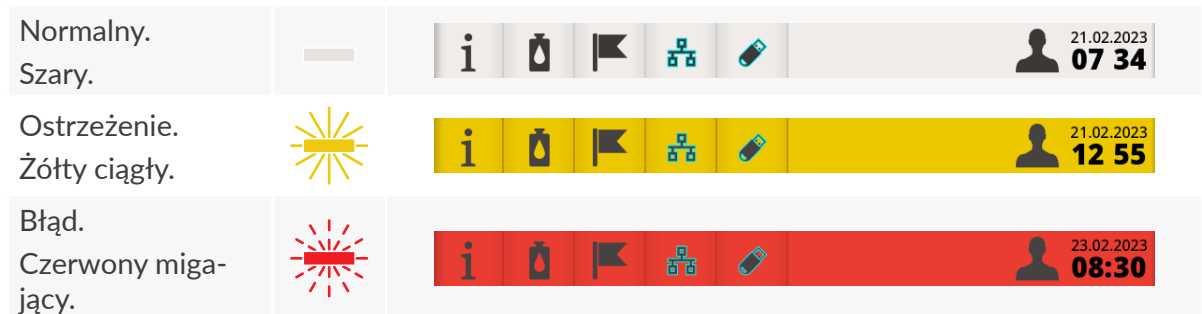 Normalny.
Szary.
21.02.2023
07 34
Ostrzeżenie.
Żółty ciągły.
21.02.2023
12 55
Błąd.
Czerwony miga-
jący.
23.02.2023
08:30